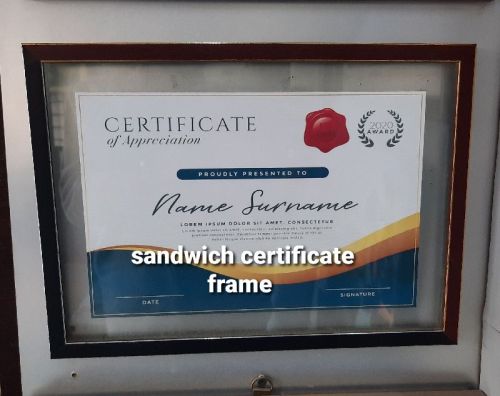 CERTIFICATE
of Appreciation
2020
AWARD
PROUDLY PRESENTED TO
Name Surname
LOREM IPSUM DOLOR SIT AMET, CONSECTETUR
sandwich certificate
frame
DATE
SIGNATURE